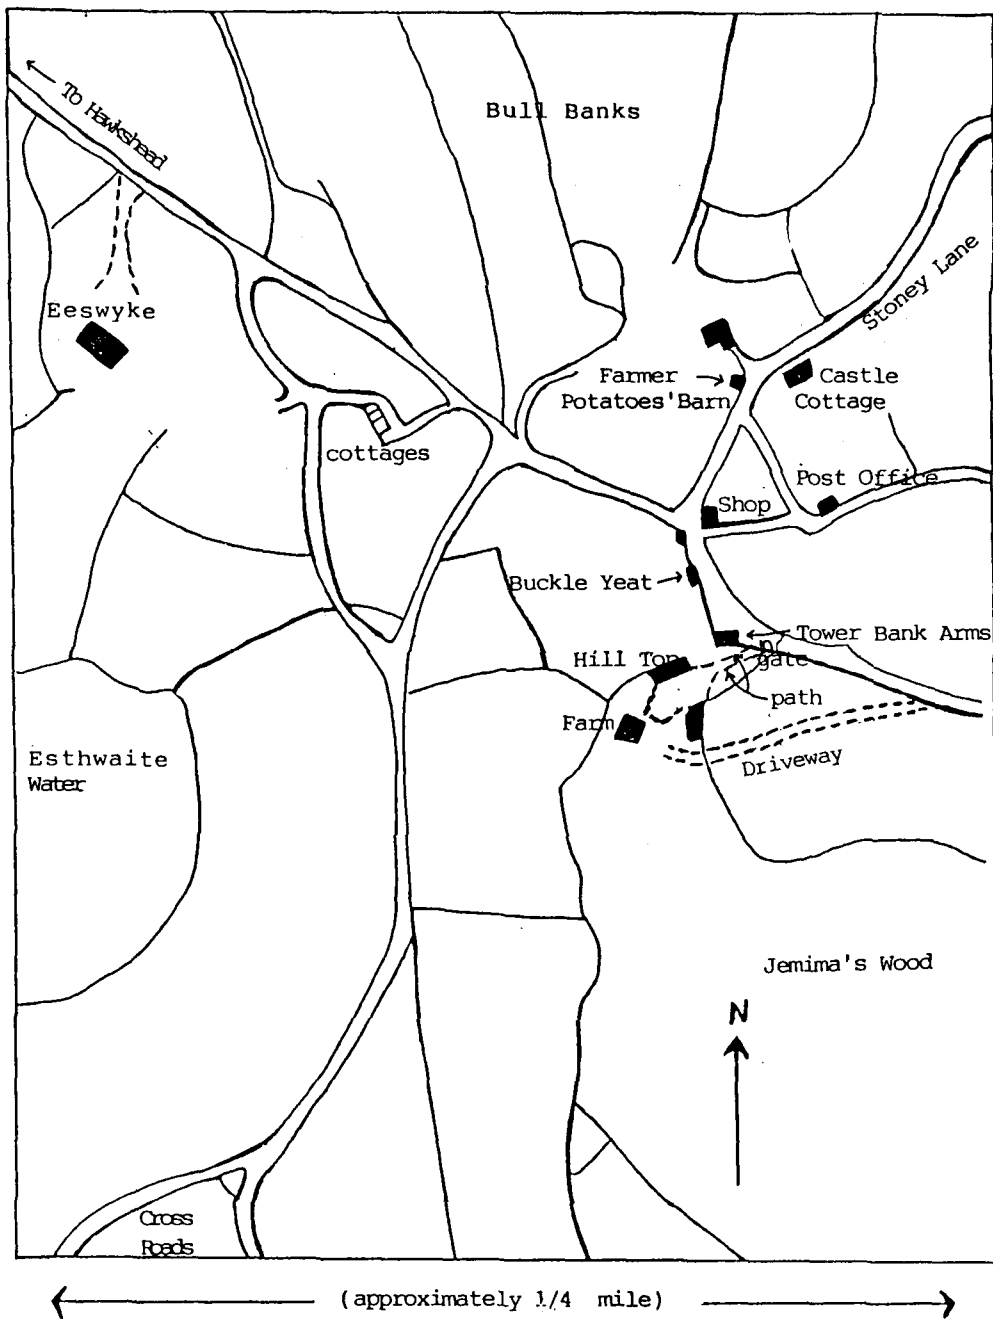 To Hawkshead
Bull Banks
Stoney Lane
Eeswyke
Farmer
Potatoes' Barn
Castle
Cottage
cottages
Post Office
Shop
Buckle Yeat
Tower Bank Arms
Hill Top
gate
path
Farm
Driveway
Esthwaite
Water
Jemima's Wood
N
Cross
Roads
(approximately 1/4 mile)